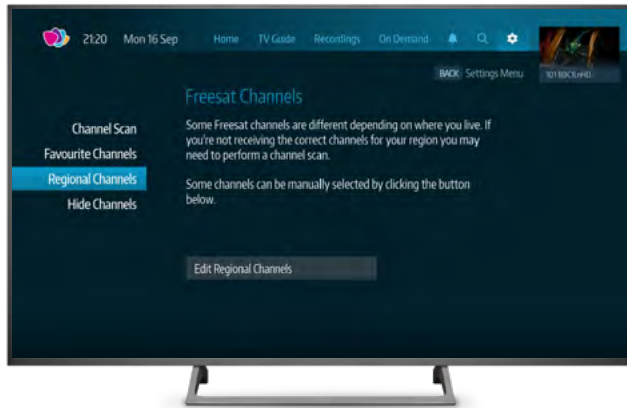 21:20 Mon 16 Sep Home TV Guide Recordings On Demand
BACK Settings Menu
Freesat Channels
Channel Scan
Favourite Channels
Regional Channels
Hide Channels
Some Freesat channels are different depending on where you live. If
you're not receiving the correct channels for your region you may
need to perform a channel scan.
Some channels can be manually selected by clicking the button
below.
Edit Regional Channels